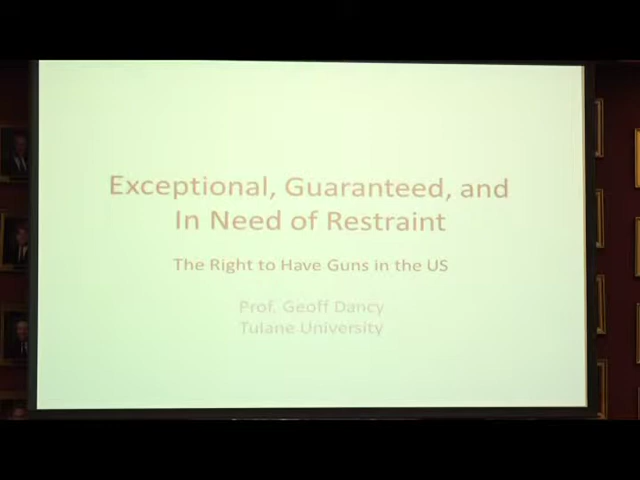 Exceptional, Guaranteed, and
In Need of Restraint
The Right to Have Guns in the US
Prof. Geoff Dancy
Tulane University